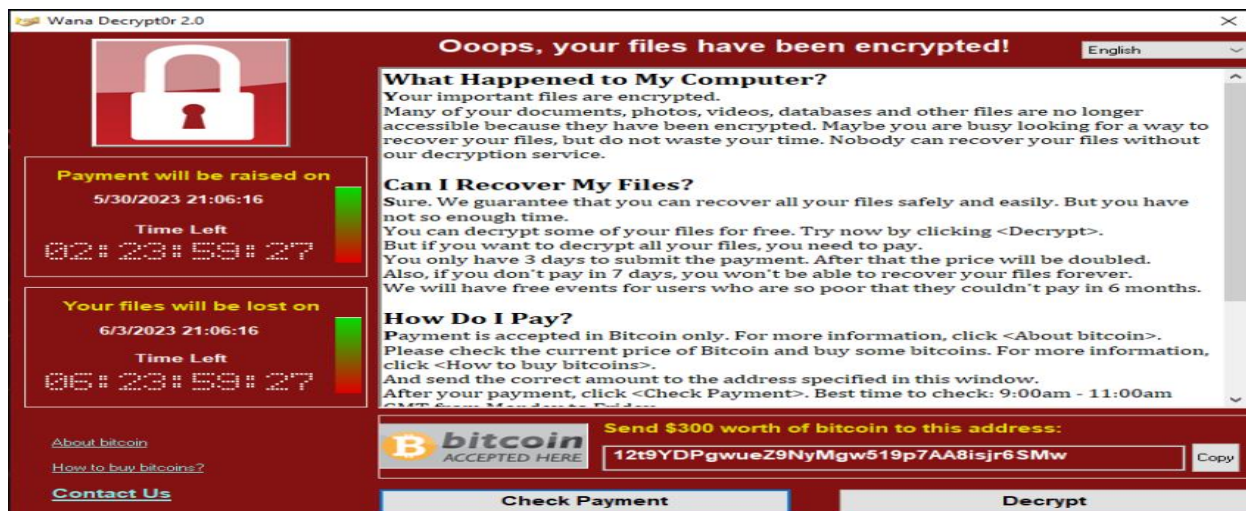 Wana Decrypt0r 2.0
Ooops, your files have been encrypted!
English
Payment will be raised on
5/30/2023 21:06:16
Time Left
02:23:59:27
Your files will be lost on
6/3/2023 21:06:16
Time Left
06:23:59:27
About bitcoin
How to buy bitcoins?
Contact Us
What Happened to My Computer?
Your important files are encrypted.
Many of your documents, photos, videos, databases and other files are no longer
accessible because they have been encrypted. Maybe you are busy looking for a way to
recover your files, but do not waste your time. Nobody can recover your files without
our decryption service.
Can I Recover My Files?
Sure. We guarantee that you can recover all your files safely and easily. But you have
not so enough time.
You can decrypt some of your files for free. Try now by clicking <Decrypt>.
But if you want to decrypt all your files, you need to pay.
You only have 3 days to submit the payment. After that the price will be doubled.
Also, if you don't pay in 7 days, you won't be able to recover your files forever.
We will have free events for users who are so poor that they couldn't pay in 6 months.
How Do I Pay?
Payment is accepted in Bitcoin only. For more information, click <About bitcoin>.
Please check the current price of Bitcoin and buy some bitcoins. For more information,
click <How to buy bitcoins>.
And send the correct amount to the address specified in this window.
After your payment, click <Check Payment>. Best time to check: 9:00am - 11:00am
GMT from Monday to Friday.
bitcoin
ACCEPTED HERE
Send $300 worth of bitcoin to this address:
12t9YDPgwueZ9NyMgw519p7AA8isjr6SMw
Copy
Check Payment
Decrypt